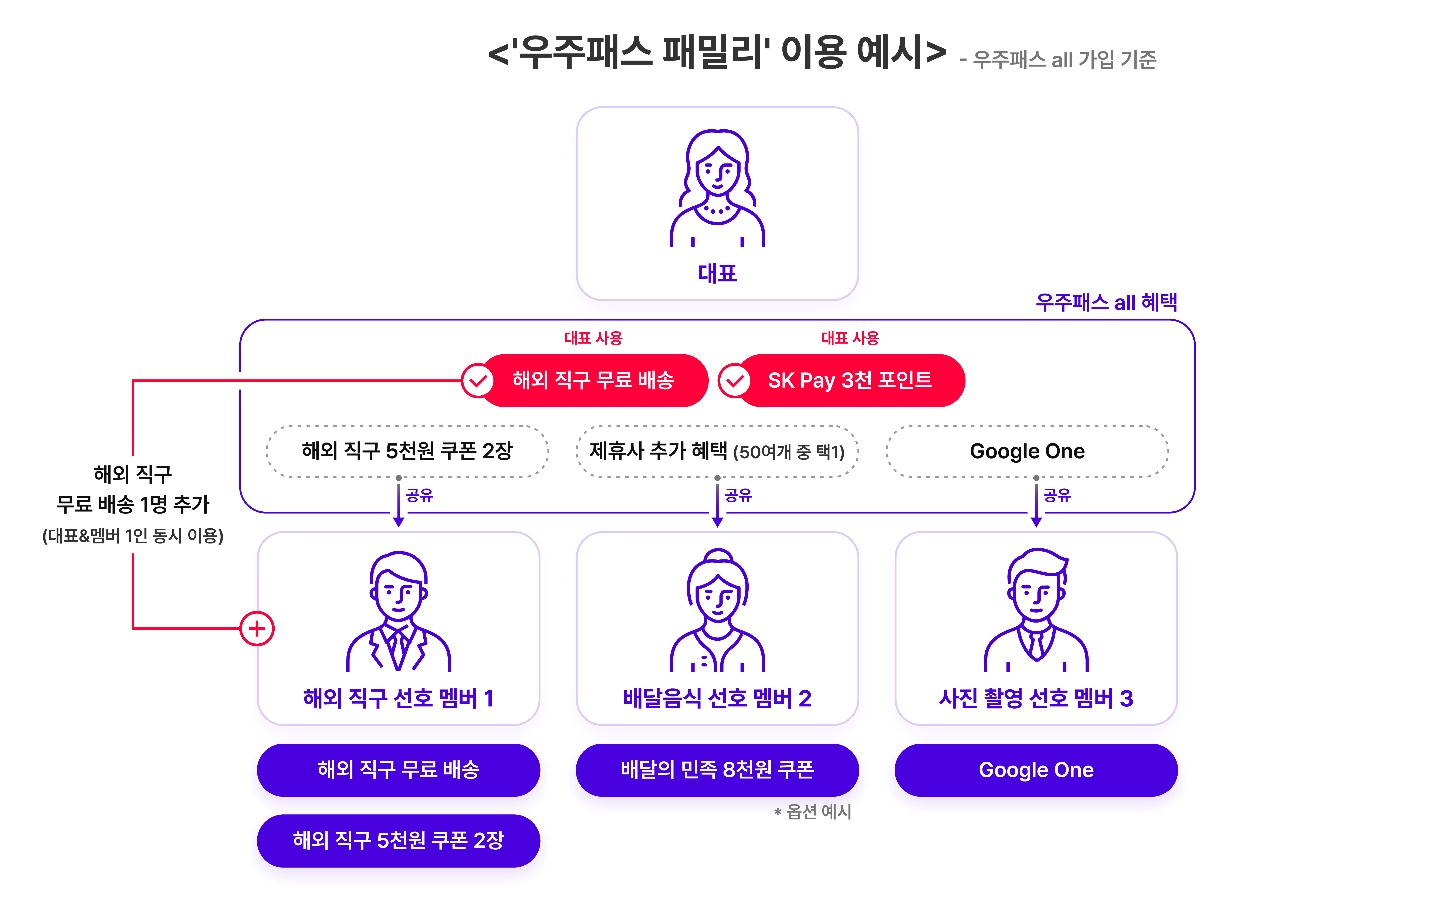 <'우주패스 패밀리' 이용 예시> - 우주패스 all 가입 기준
대표
우주패스 all 혜택
대표 사용
대표 사용
해외 직구 무료 배송
SK Pay 3천 포인트
해외 직구 5천원 쿠폰 2장
제휴사 추가 혜택 (50여개 중 택1)
Google One
공유
공유
공유
해외 직구
무료 배송 1명 추가
(대표&멤버 1인 동시 이용)
해외 직구 선호 멤버 1
배달음식 선호 멤버 2
사진 촬영 선호 멤버 3
해외 직구 무료 배송
배달의 민족 8천원 쿠폰
Google One
* 옵션 예시
해외 직구 5천원 쿠폰 2장